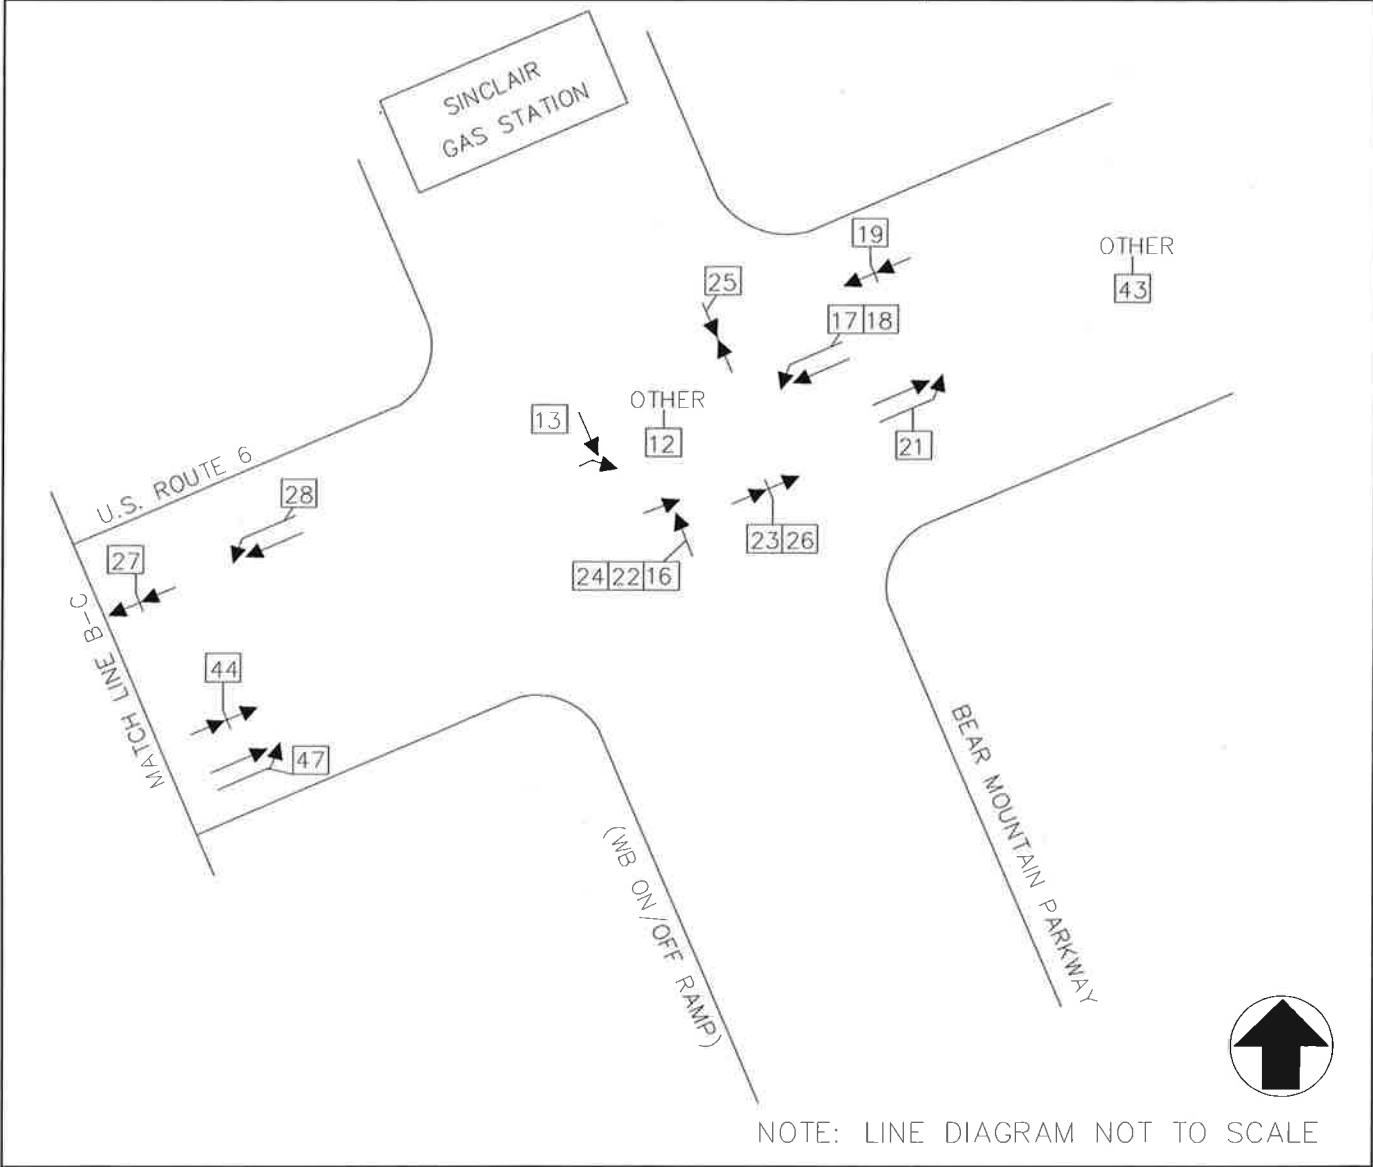 SINCLAIR
GAS STATION
19
OTHER
43
25
17 18
OTHER
13
12
21
U.S. ROUTE 6
28
23 26
27
24 22 16
MATCH LINE B-C
44
47
BEAR MOUNTAIN PARKWAY
(WB ON/OFF RAMP)
NOTE: LINE DIAGRAM NOT TO SCALE